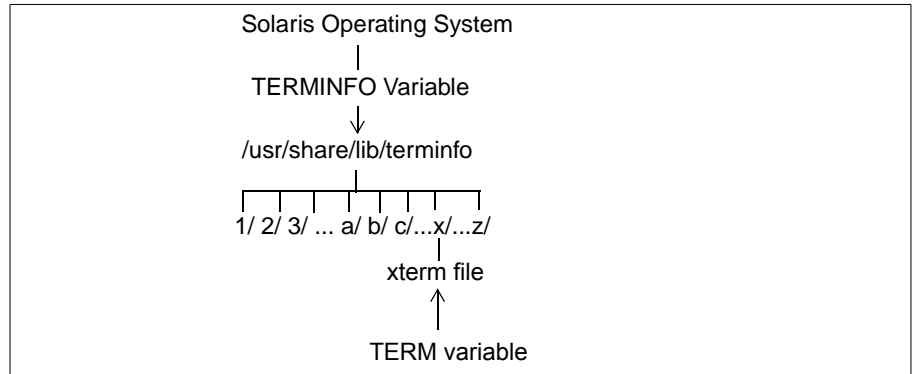 Solaris Operating System
TERMINFO Variable
/usr/share/lib/terminfo
1/ 2/ 3/ ... a/ b/ c/...x/...z/
xterm file
TERM variable